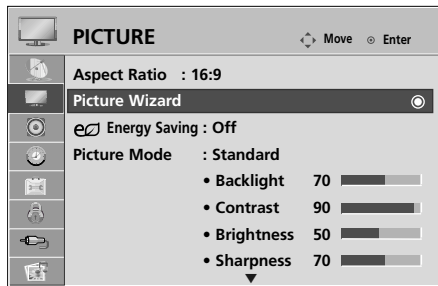 PICTURE Move Enter
Aspect Ratio : 16:9
Picture Wizard
Energy Saving : Off
Picture Mode : Standard
• Backlight 70
• Contrast 90
• Brightness 50
• Sharpness 70